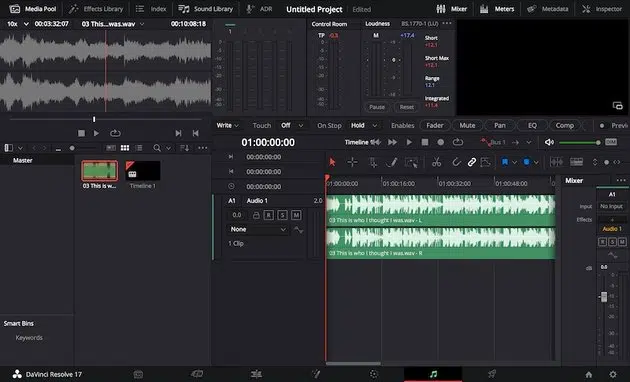 Media Pool
Effects Library
Index
Sound Library
ADR
Untitled Project
Edited
Mixer
Meters
Metadata
Inspector
10x
00:03:32:07
03 This...was.wav
00:10:08:18
Control Room
TP -0.3
Loudness
BS.1770-1 (LU)
M
+17.4
0
Short
+12.1
Short Max
+12.1
Range
12.1
Integrated
+11.4
Pause
Reset
1
Write
Touch
Off
On Stop
Hold
Enables
Fader
Mute
Pan
EQ
Comp
Previ
01:00:00:00
Timeline
Bus 1
DIM
Master
03 This is w...
Timeline 1
00:00:00:00
00:00:00:00
00:00:00:00
01:00:00:00
01:00:16:00
01:00:32:00
01:00:48:00
A1
Audio 1
2.0
0.0
R
S
M
None
1 Clip
03 This is who I thought I was.wav - L
03 This is who I thought I was.wav - R
Mixer
A1
Input
No Input
Effects
Audio 1
R
S
M
dB
0.0
Smart Bins
Keywords
DaVinci Resolve 17